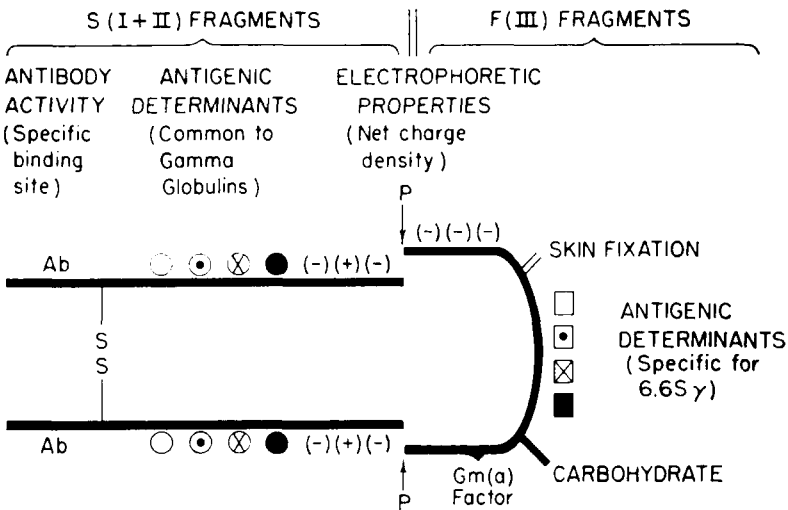 S (I + II) FRAGMENTS
F (III) FRAGMENTS
ANTIBODY
ACTIVITY
(Specific
binding
site)
ANTIGENIC
DETERMINANTS
(Common to
Gamma
Globulins)
ELECTROPHORETIC
PROPERTIES
(Net charge
density)
P
(~) (-) (-)
Ab
(-) (+) (-)
SKIN FIXATION
S
S
ANTIGENIC
DETERMINANTS
(Specific for
6.6S γ)
Ab
(-) (+) (-)
Gm(a)
Factor
P
CARBOHYDRATE